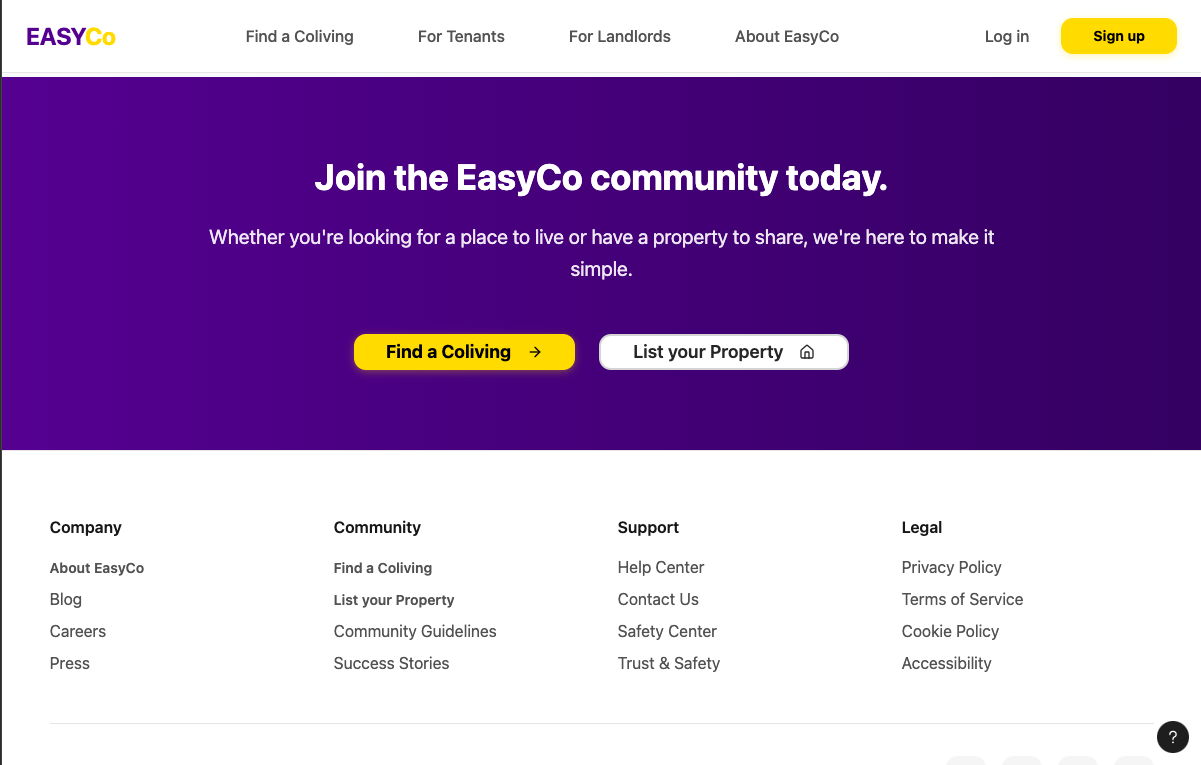 EASYCo
Find a Coliving
For Tenants
For Landlords
About EasyCo
Log in
Sign up
Join the EasyCo community today.
Whether you're looking for a place to live or have a property to share, we're here to make it
simple.
Find a Coliving →
List your Property
Company
About EasyCo
Blog
Careers
Press
Community
Find a Coliving
List your Property
Community Guidelines
Success Stories
Support
Help Center
Contact Us
Safety Center
Trust & Safety
Legal
Privacy Policy
Terms of Service
Cookie Policy
Accessibility
?